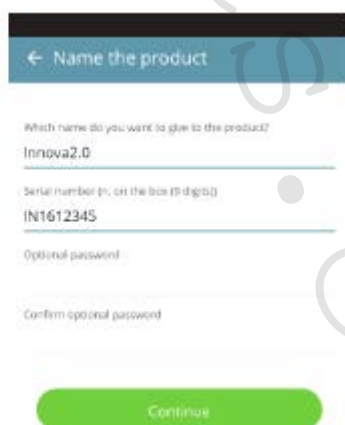 ← Name the product
Which name do you want to give to the product?
Innova2.0
Serial number (n. on the box (9 digits))
IN1612345
Optional password
Confirm optional password
Continue